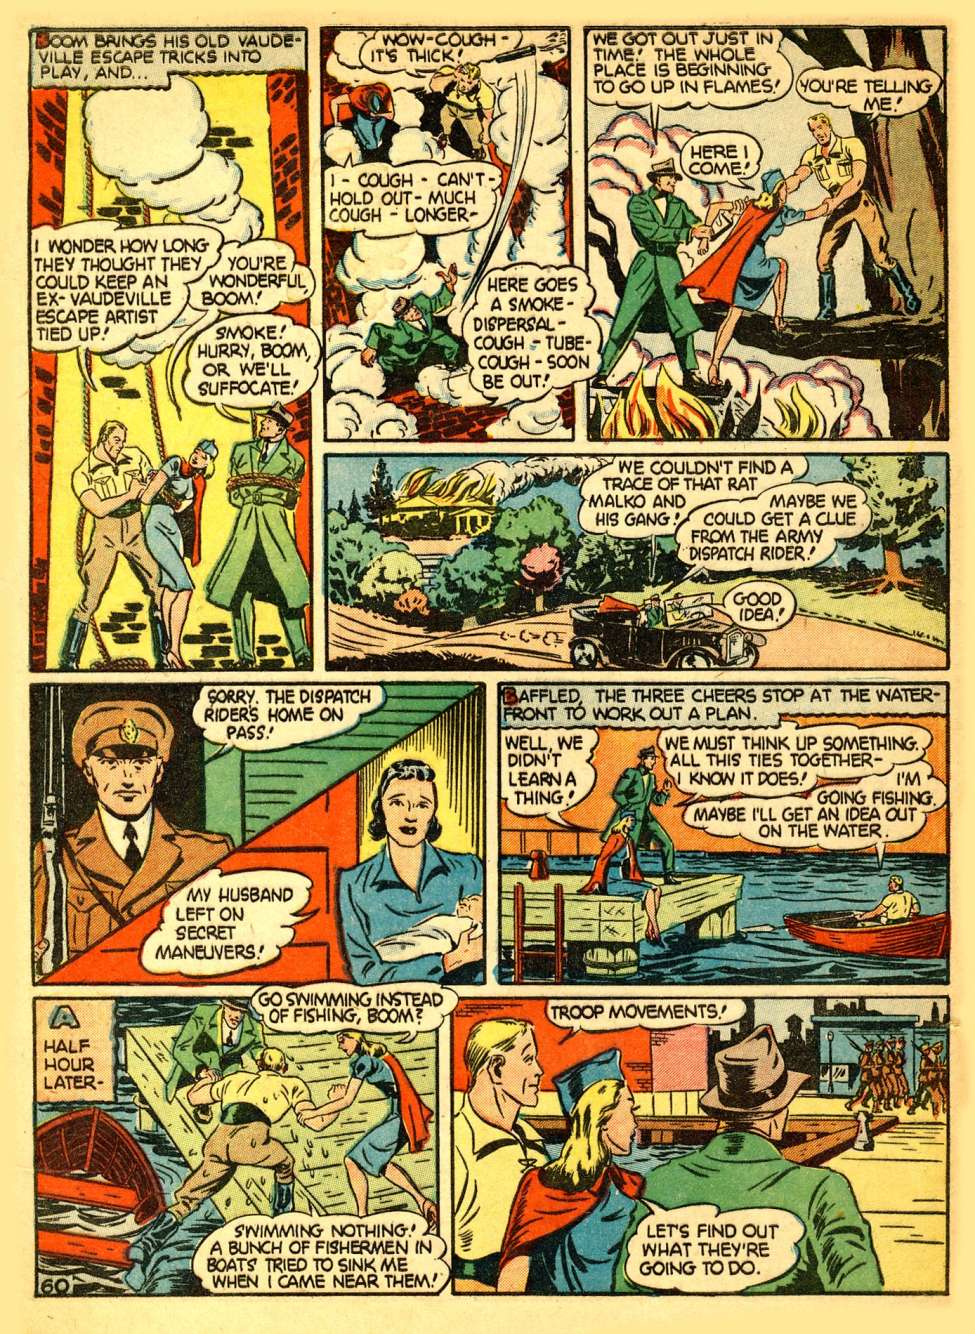 BOOM BRINGS HIS OLD VAUDE-
VILLE ESCAPE TRICKS INTO
PLAY, AND...
I WONDER HOW LONG
THEY THOUGHT THEY
COULD KEEP AN
EX-VAUDEVILLE
ESCAPE ARTIST
TIED UP!
YOU'RE
WONDERFUL,
BOOM!
SMOKE!
HURRY, BOOM,
OR WE'LL
SUFFOCATE!
WOW-COUGH-
IT'S THICK!
I - COUGH - CAN'T-
HOLD OUT - MUCH
COUGH - LONGER-
HERE GOES
A SMOKE-
DISPERSAL-
COUGH - TUBE-
COUGH - SOON
BE OUT!
WE GOT OUT JUST IN
TIME! THE WHOLE
PLACE IS BEGINNING
TO GO UP IN FLAMES!
HERE I
COME!
YOU'RE TELLING
ME!
WE COULDN'T FIND A
TRACE OF THAT RAT
MALKO AND
HIS GANG!
MAYBE WE
COULD GET A CLUE
FROM THE ARMY
DISPATCH RIDER!
GOOD
IDEA!
SORRY. THE DISPATCH
RIDER'S HOME ON
PASS!
MY HUSBAND
LEFT ON
SECRET
MANEUVERS!
BAFFLED, THE THREE CHEERS STOP AT THE WATER-
FRONT TO WORK OUT A PLAN.
WELL, WE
DIDN'T
LEARN A
THING!
WE MUST THINK UP SOMETHING.
ALL THIS TIES TOGETHER-
I KNOW IT DOES!
I'M
GOING FISHING.
MAYBE I'LL GET AN IDEA OUT
ON THE WATER.
A
HALF
HOUR
LATER-
GO SWIMMING INSTEAD
OF FISHING, BOOM?
SWIMMING NOTHING!
A BUNCH OF FISHERMEN IN
BOATS TRIED TO SINK ME
WHEN I CAME NEAR THEM!
60
TROOP MOVEMENTS!
LET'S FIND OUT
WHAT THEY'RE
GOING TO DO.